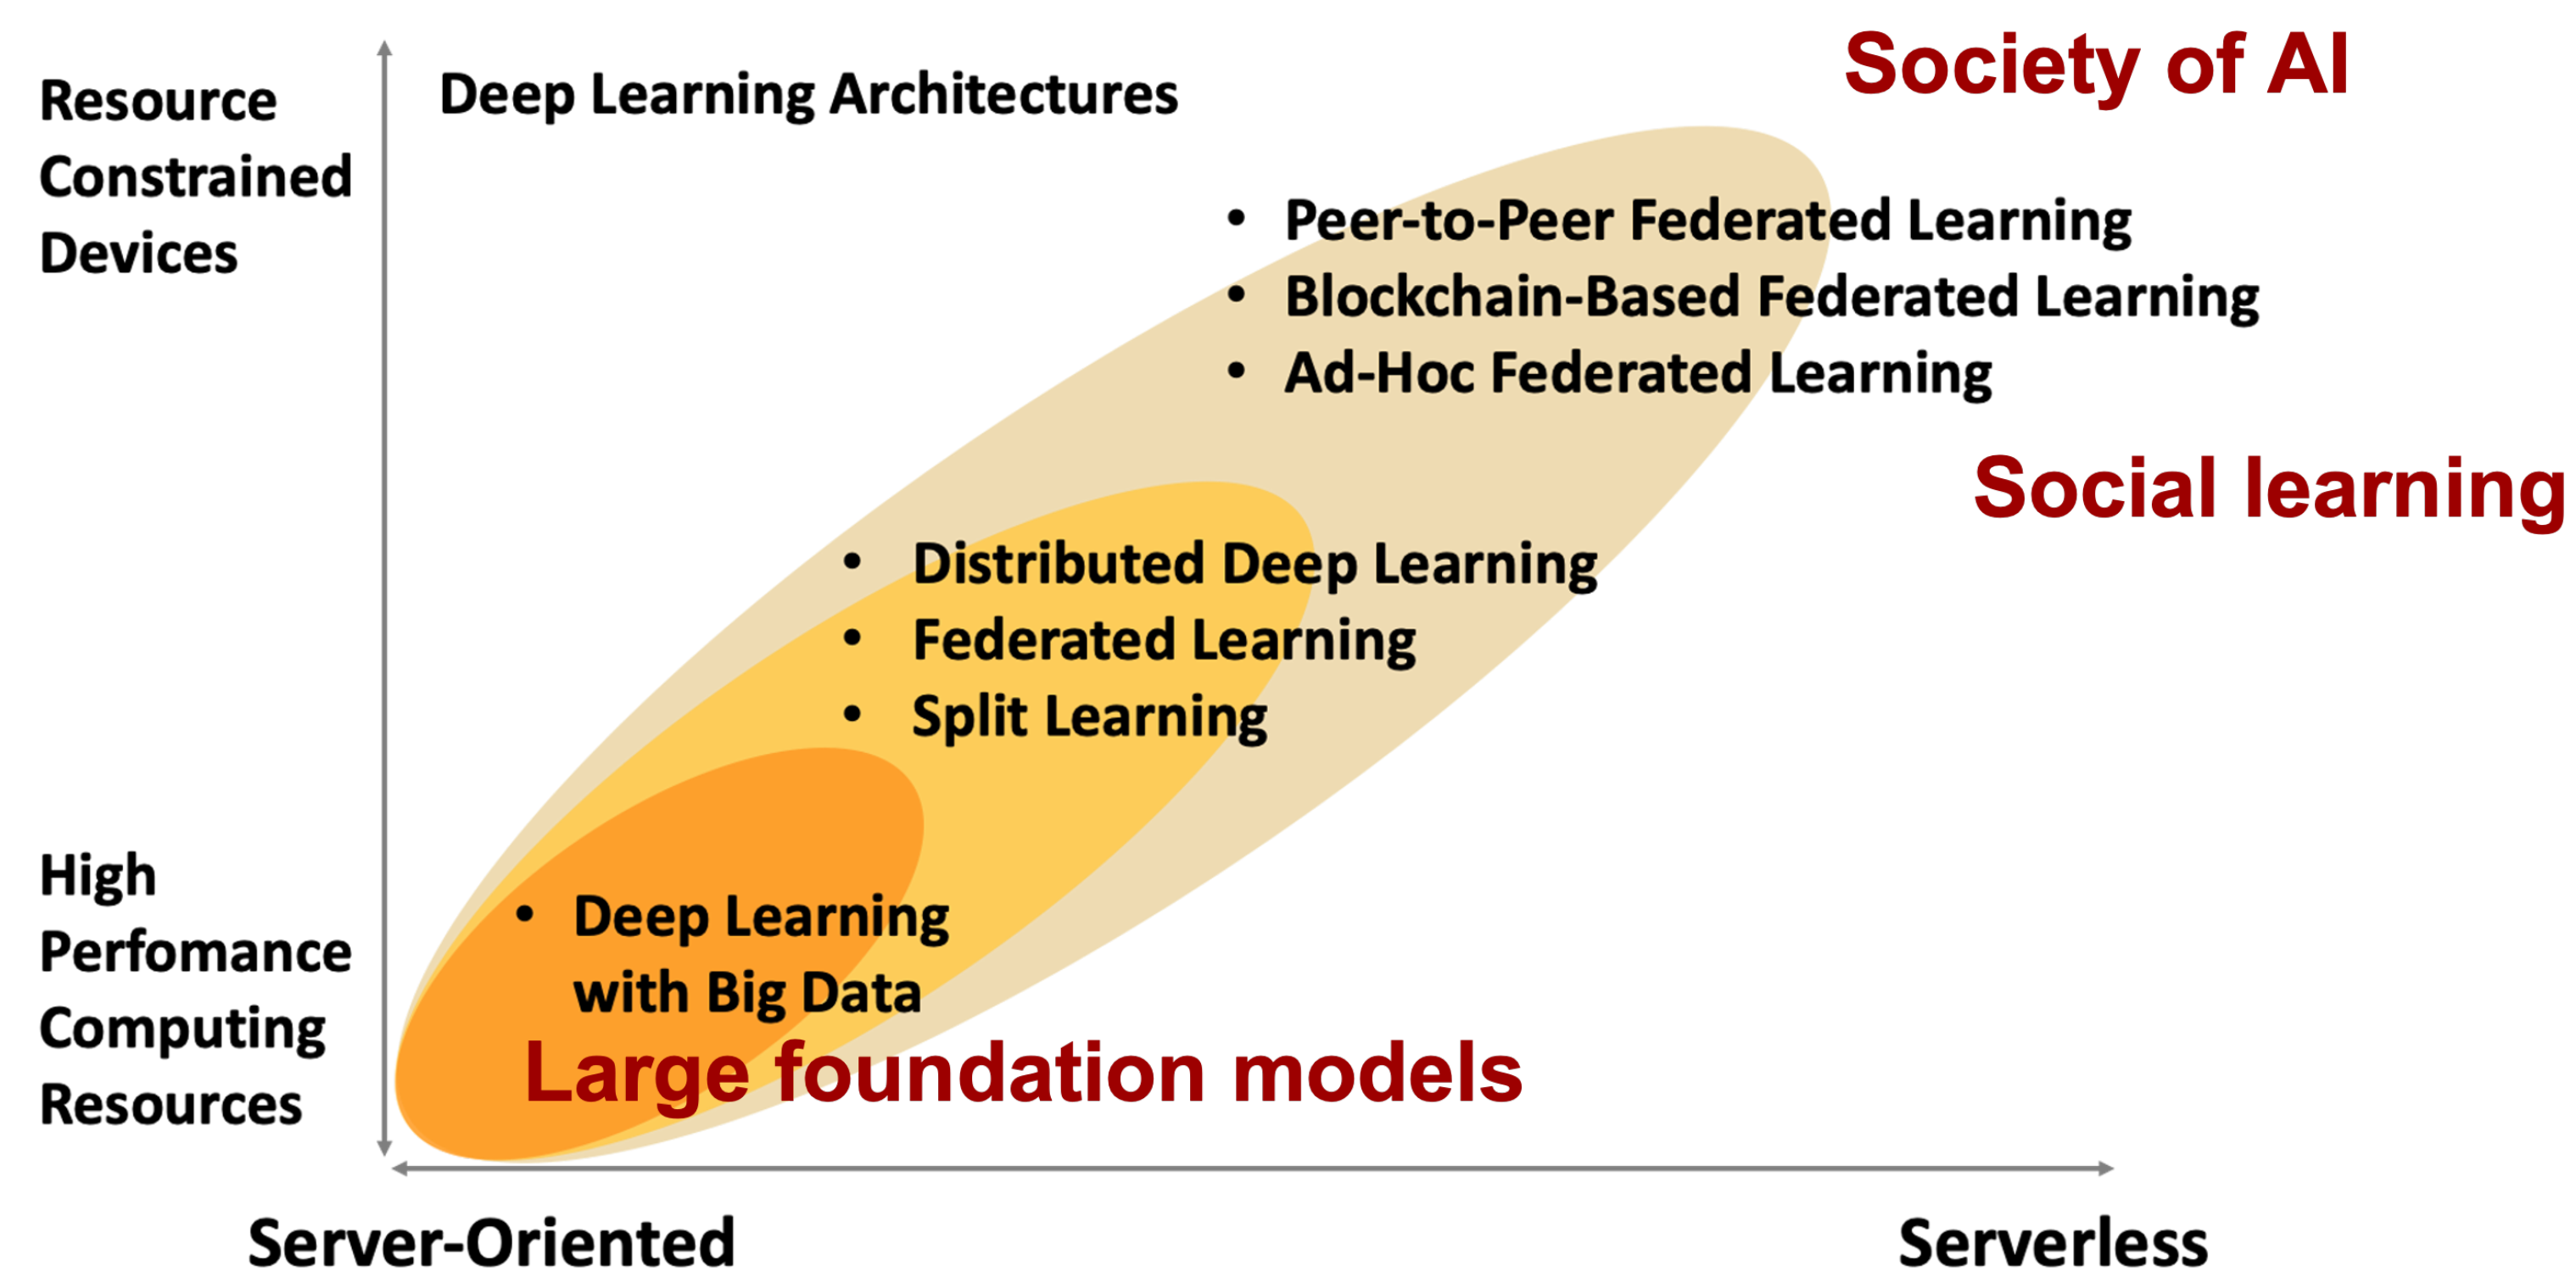 Society of AI
Resource
Constrained
Devices
Deep Learning Architectures
• Peer-to-Peer Federated Learning
• Blockchain-Based Federated Learning
• Ad-Hoc Federated Learning
Social learning
• Distributed Deep Learning
• Federated Learning
• Split Learning
High
Perfomance
Computing
Resources
• Deep Learning
with Big Data
Large foundation models
Server-Oriented
Serverless